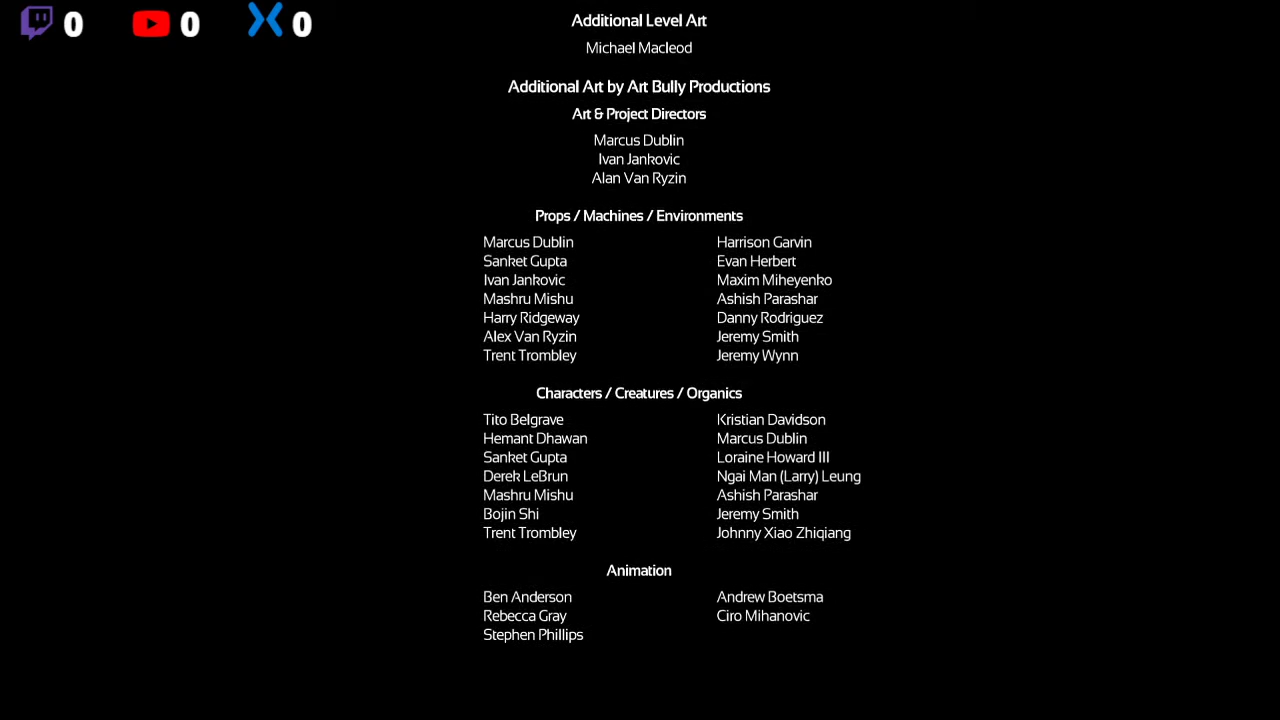 0 0 0
Additional Level Art
Michael Macleod
Additional Art by Art Bully Productions
Art & Project Directors
Marcus Dublin
Ivan Jankovic
Alan Van Ryzin
Props / Machines / Environments
Marcus Dublin Harrison Garvin
Sanket Gupta Evan Herbert
Ivan Jankovic Maxim Miheyenko
Mashru Mishu Ashish Parashar
Harry Ridgeway Danny Rodriguez
Alex Van Ryzin Jeremy Smith
Trent Trombley Jeremy Wynn
Characters / Creatures / Organics
Tito Belgrave Kristian Davidson
Hemant Dhawan Marcus Dublin
Sanket Gupta Loraine Howard III
Derek LeBrun Ngai Man (Larry) Leung
Mashru Mishu Ashish Parashar
Bojin Shi Jeremy Smith
Trent Trombley Johnny Xiao Zhiqiang
Animation
Ben Anderson Andrew Boetsma
Rebecca Gray Ciro Mihanovic
Stephen Phillips